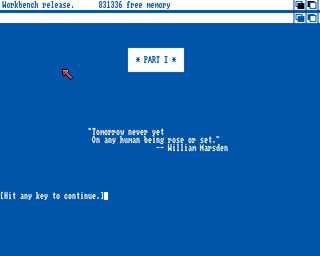 Workbench release. 831336 free memory
* PART I *
"Tomorrow never yet
On any human being rose or set."
-- William Marsden
[Hit any key to continue.]